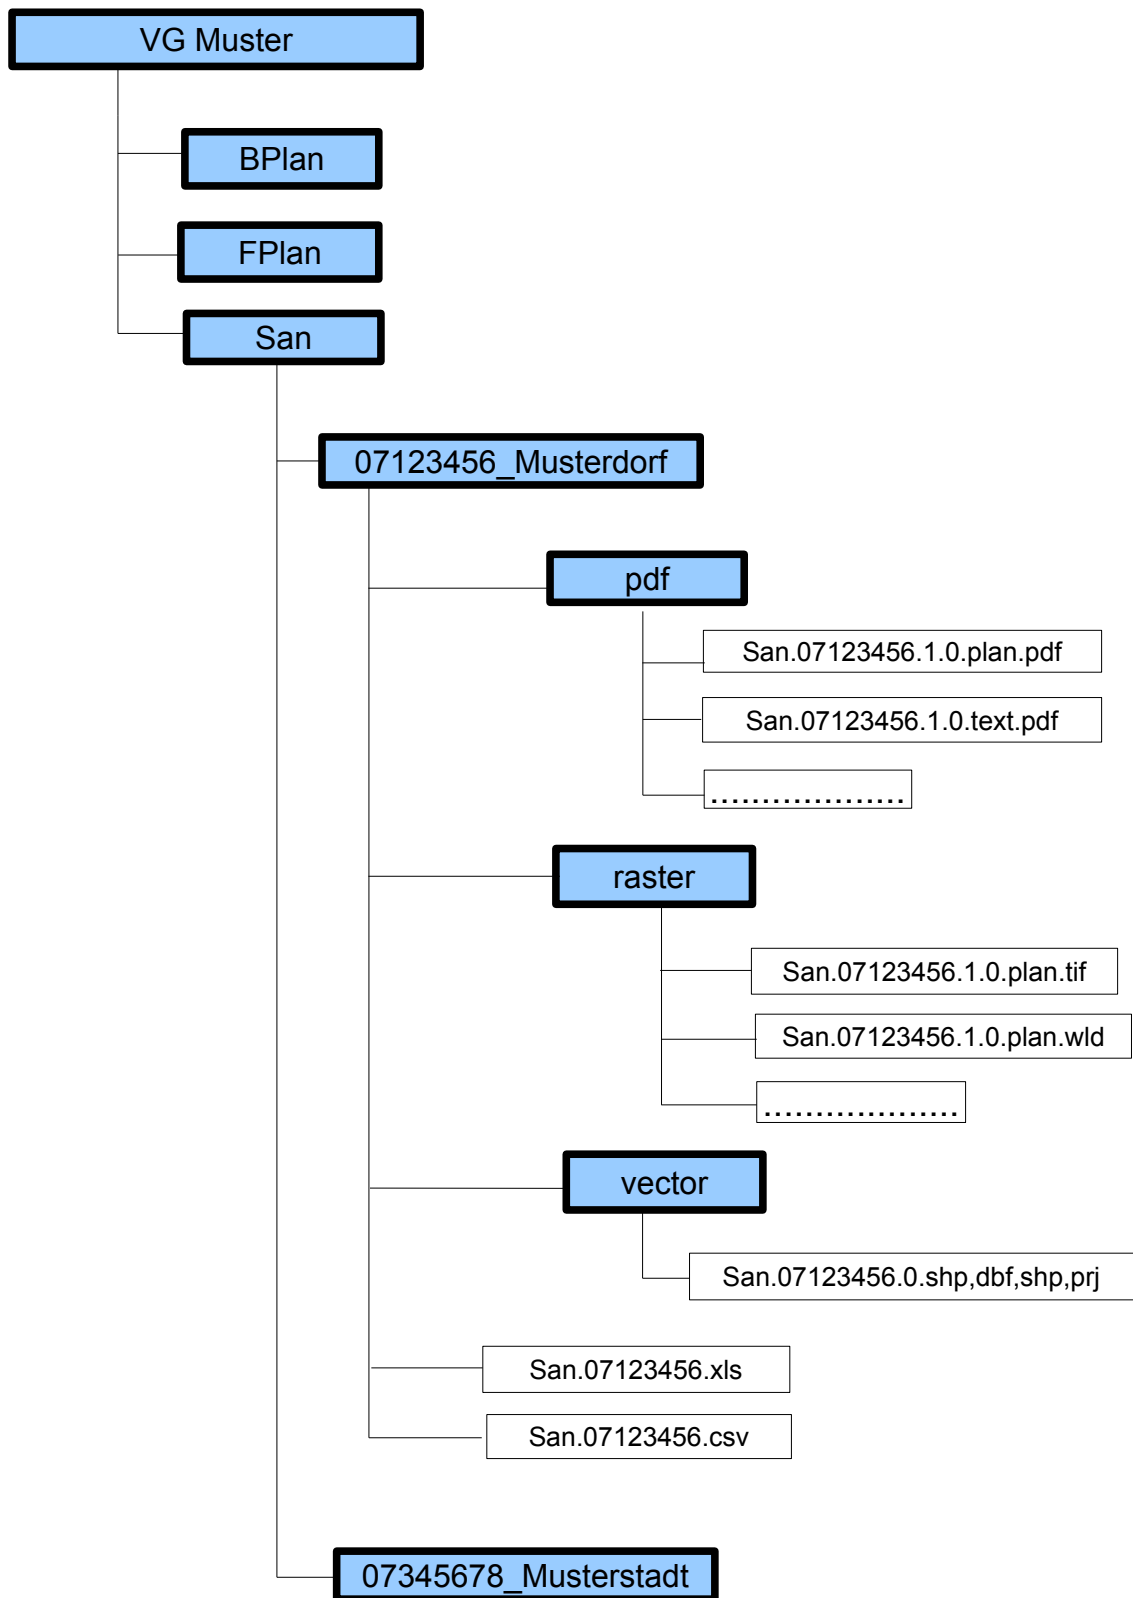 VG Muster
BPlan
FPlan
San
07123456_Musterdorf
pdf
San.07123456.1.0.plan.pdf
San.07123456.1.0.text.pdf
...................
raster
San.07123456.1.0.plan.tif
San.07123456.1.0.plan.wld
...................
vector
San.07123456.0.shp,dbf,shp,prj
San.07123456.xls
San.07123456.csv
07345678_Musterstadt